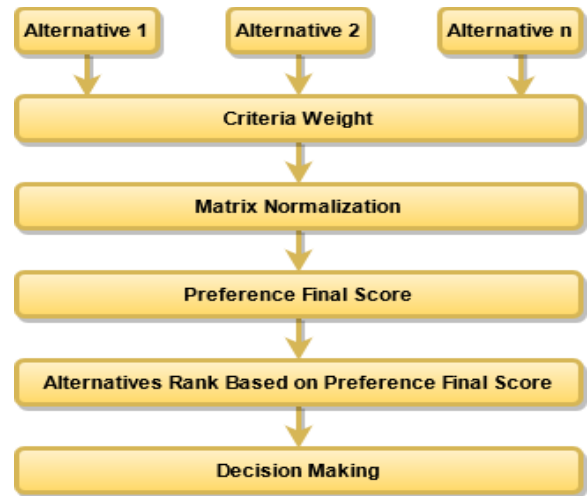 Alternative 1
Alternative 2
Alternative n
Criteria Weight
Matrix Normalization
Preference Final Score
Alternatives Rank Based on Preference Final Score
Decision Making